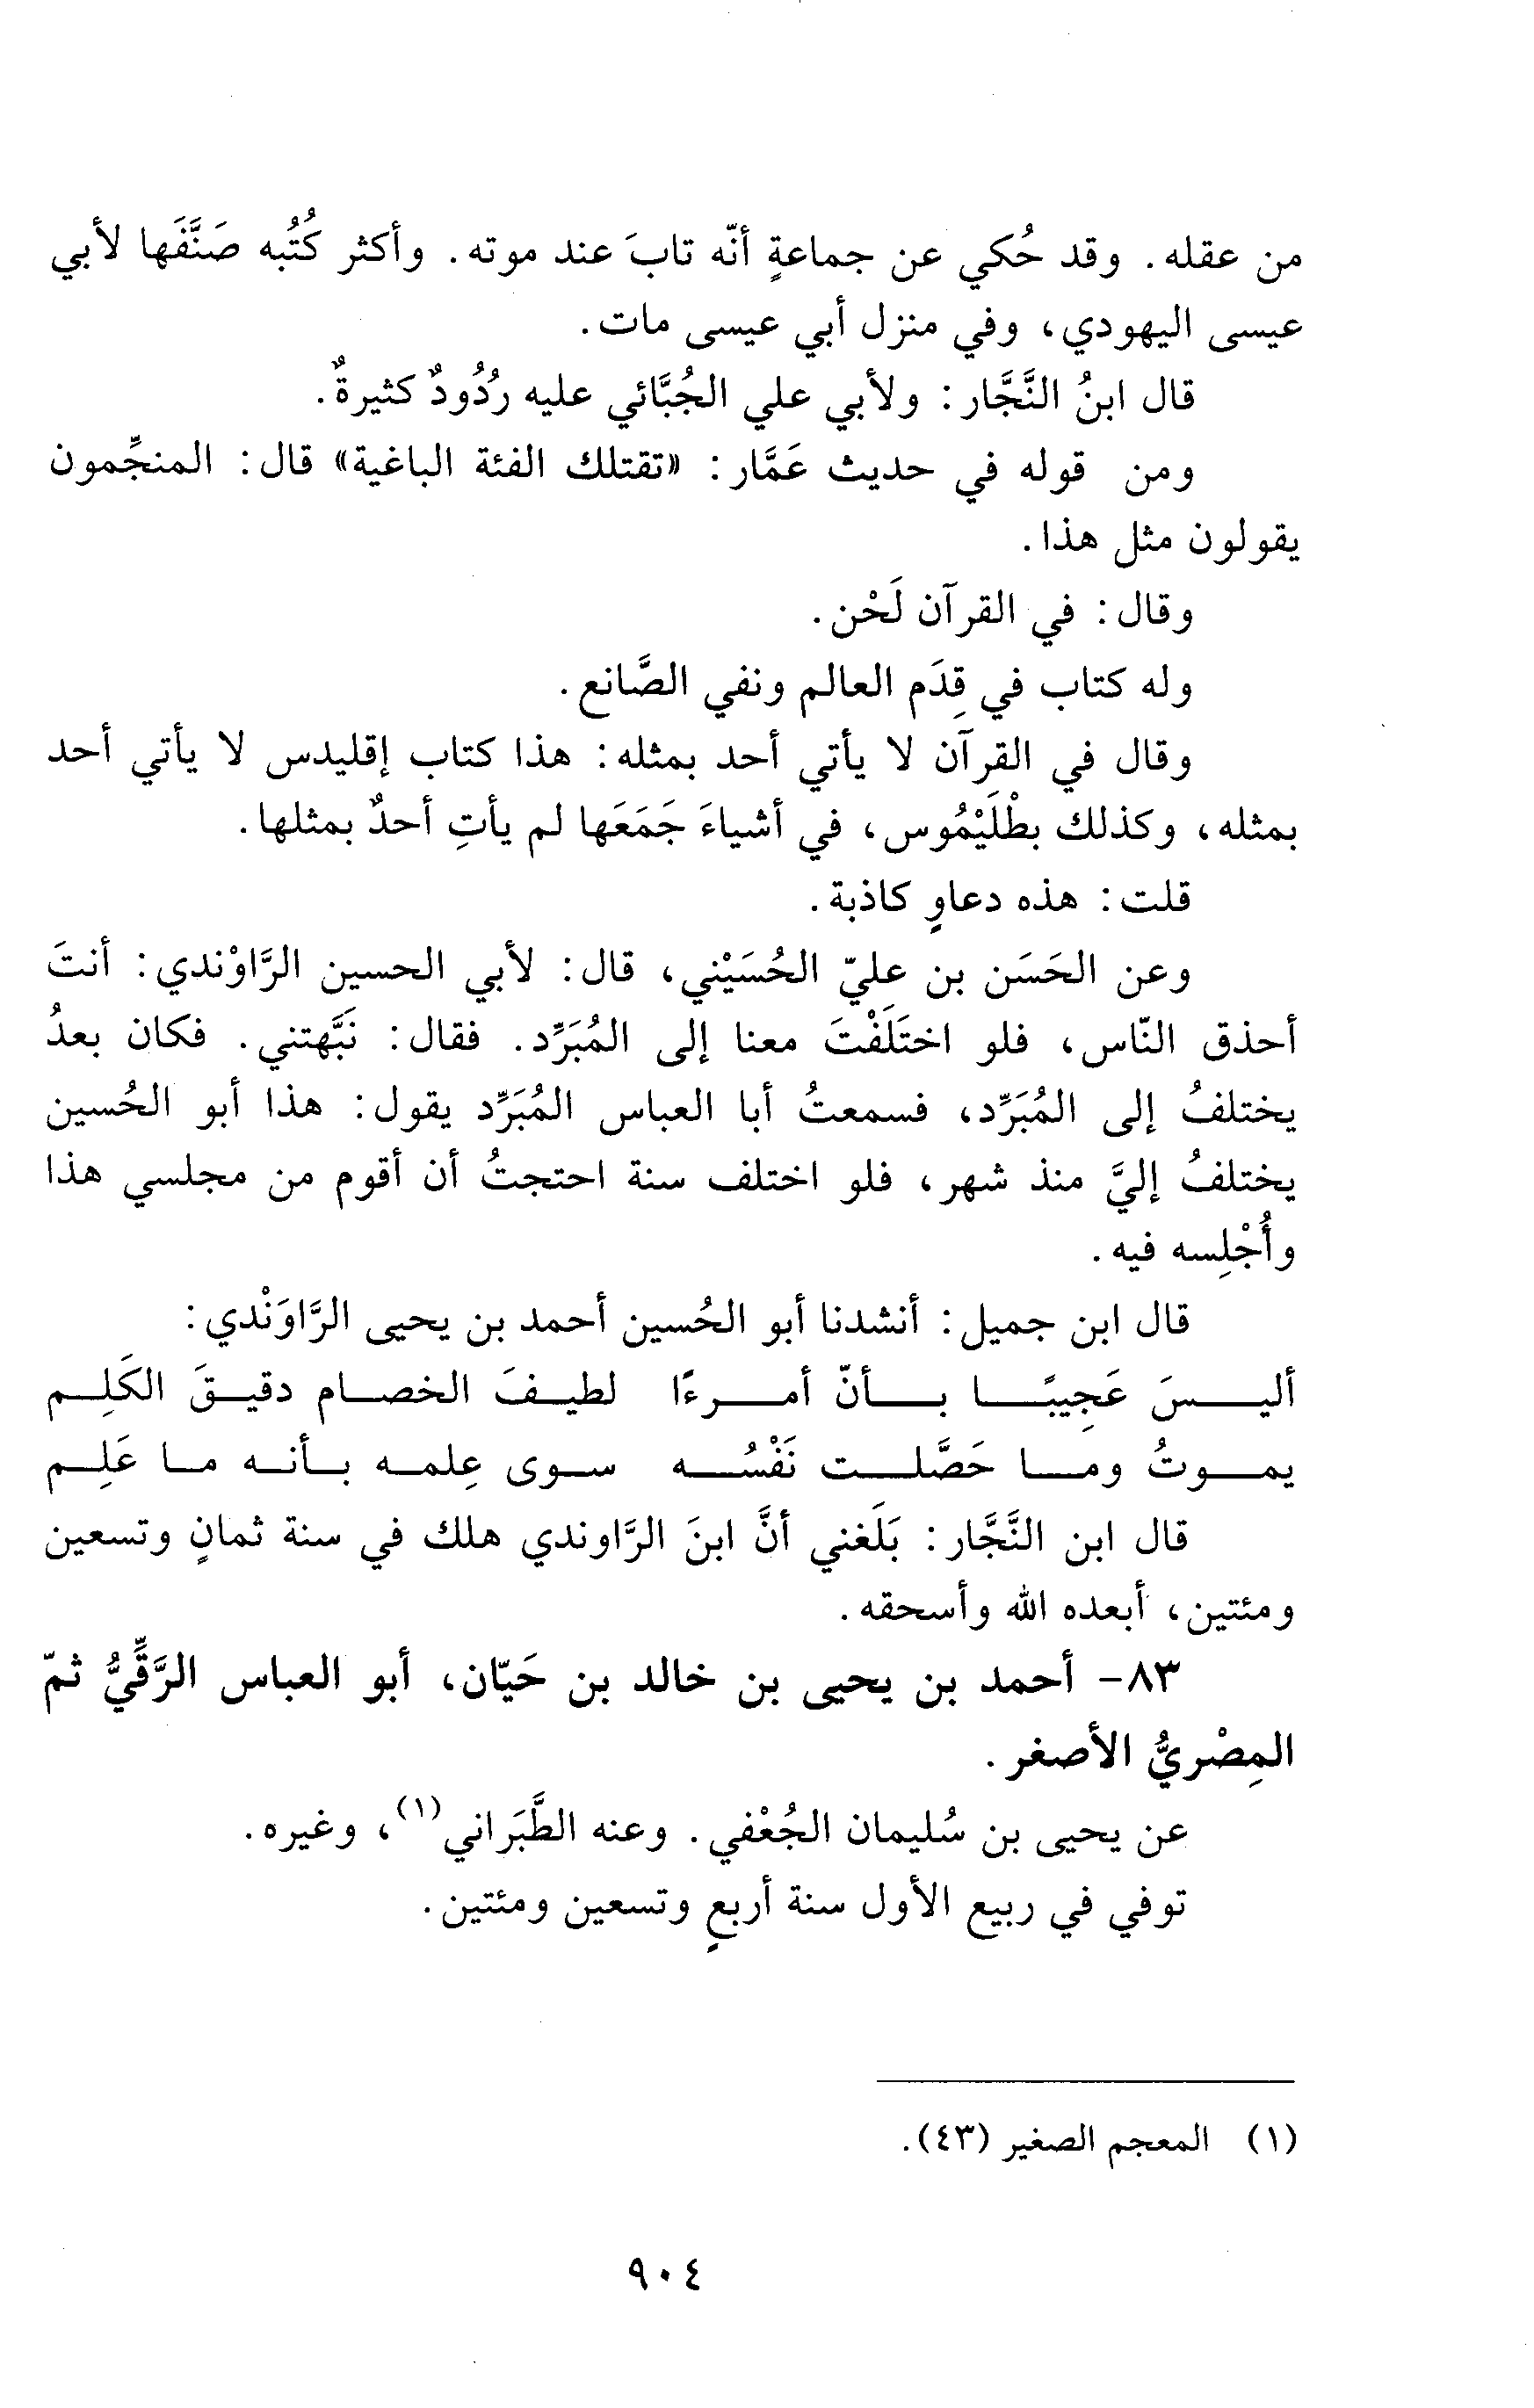 من عقله. وقد حُكي عن جماعةٍ أنّه تابَ عند موته. وأكثر كُتُبه صَنَّفَها لأبي
عيسى اليهودي، وفي منزل أبي عيسى مات.
قال ابنُ النَّجَّار: ولأبي علي الجُبَّائي عليه رُدُودٌ كثيرةٌ.
ومن قوله في حديث عَمَّار: «تقتلك الفئة الباغية» قال: المنجِّمون
يقولون مثل هذا.
وقال: في القرآن لَحْن.
وله كتاب في قِدَم العالم ونفي الصَّانع.
وقال في القرآن لا يأتي أحد بمثله: هذا كتاب إقليدس لا يأتي أحد
بمثله، وكذلك بطْلَيْمُوس، في أشياءَ جَمَعَها لم يأتِ أحدٌ بمثلها.
قلت: هذه دعاوٍ كاذبة.
وعن الحَسَن بن عليّ الحُسَيْني، قال: لأبي الحسين الرَّاوْندي: أنتَ
أحذق النّاس، فلو اختَلَفْتَ معنا إلى المُبَرِّد. فقال: نَبَّهتني. فكان بعدُ
يختلفُ إلى المُبَرِّد، فسمعتُ أبا العباس المُبَرِّد يقول: هذا أبو الحُسين
يختلفُ إليَّ منذ شهر، فلو اختلف سنة احتجتُ أن أقوم من مجلسي هذا
وأُجْلِسه فيه.
قال ابن جميل: أنشدنا أبو الحُسين أحمد بن يحيى الرَّاوَنْدي:
أليسَ عَجِيبًا بأنّ أمرءًا لطيفَ الخصام دقيقَ الكَلِم
يموتُ وما حَصَّلت نَفْسُه سوى عِلمه بأنه ما عَلِم
قال ابن النَّجَّار: بَلَغني أنَّ ابنَ الرَّاوندي هلك في سنة ثمانٍ وتسعين
ومئتين، أبعده الله وأسحقه.
٨٣- أحمد بن يحيى بن خالد بن حَيّان، أبو العباس الرَّقِّيُّ ثمّ
المِصْريُّ الأصغر.
عن يحيى بن سُليمان الجُعْفي. وعنه الطَّبَراني(١)، وغيره.
توفي في ربيع الأول سنة أربعٍ وتسعين ومئتين.
(١) المعجم الصغير (٤٣).
٩٠٤